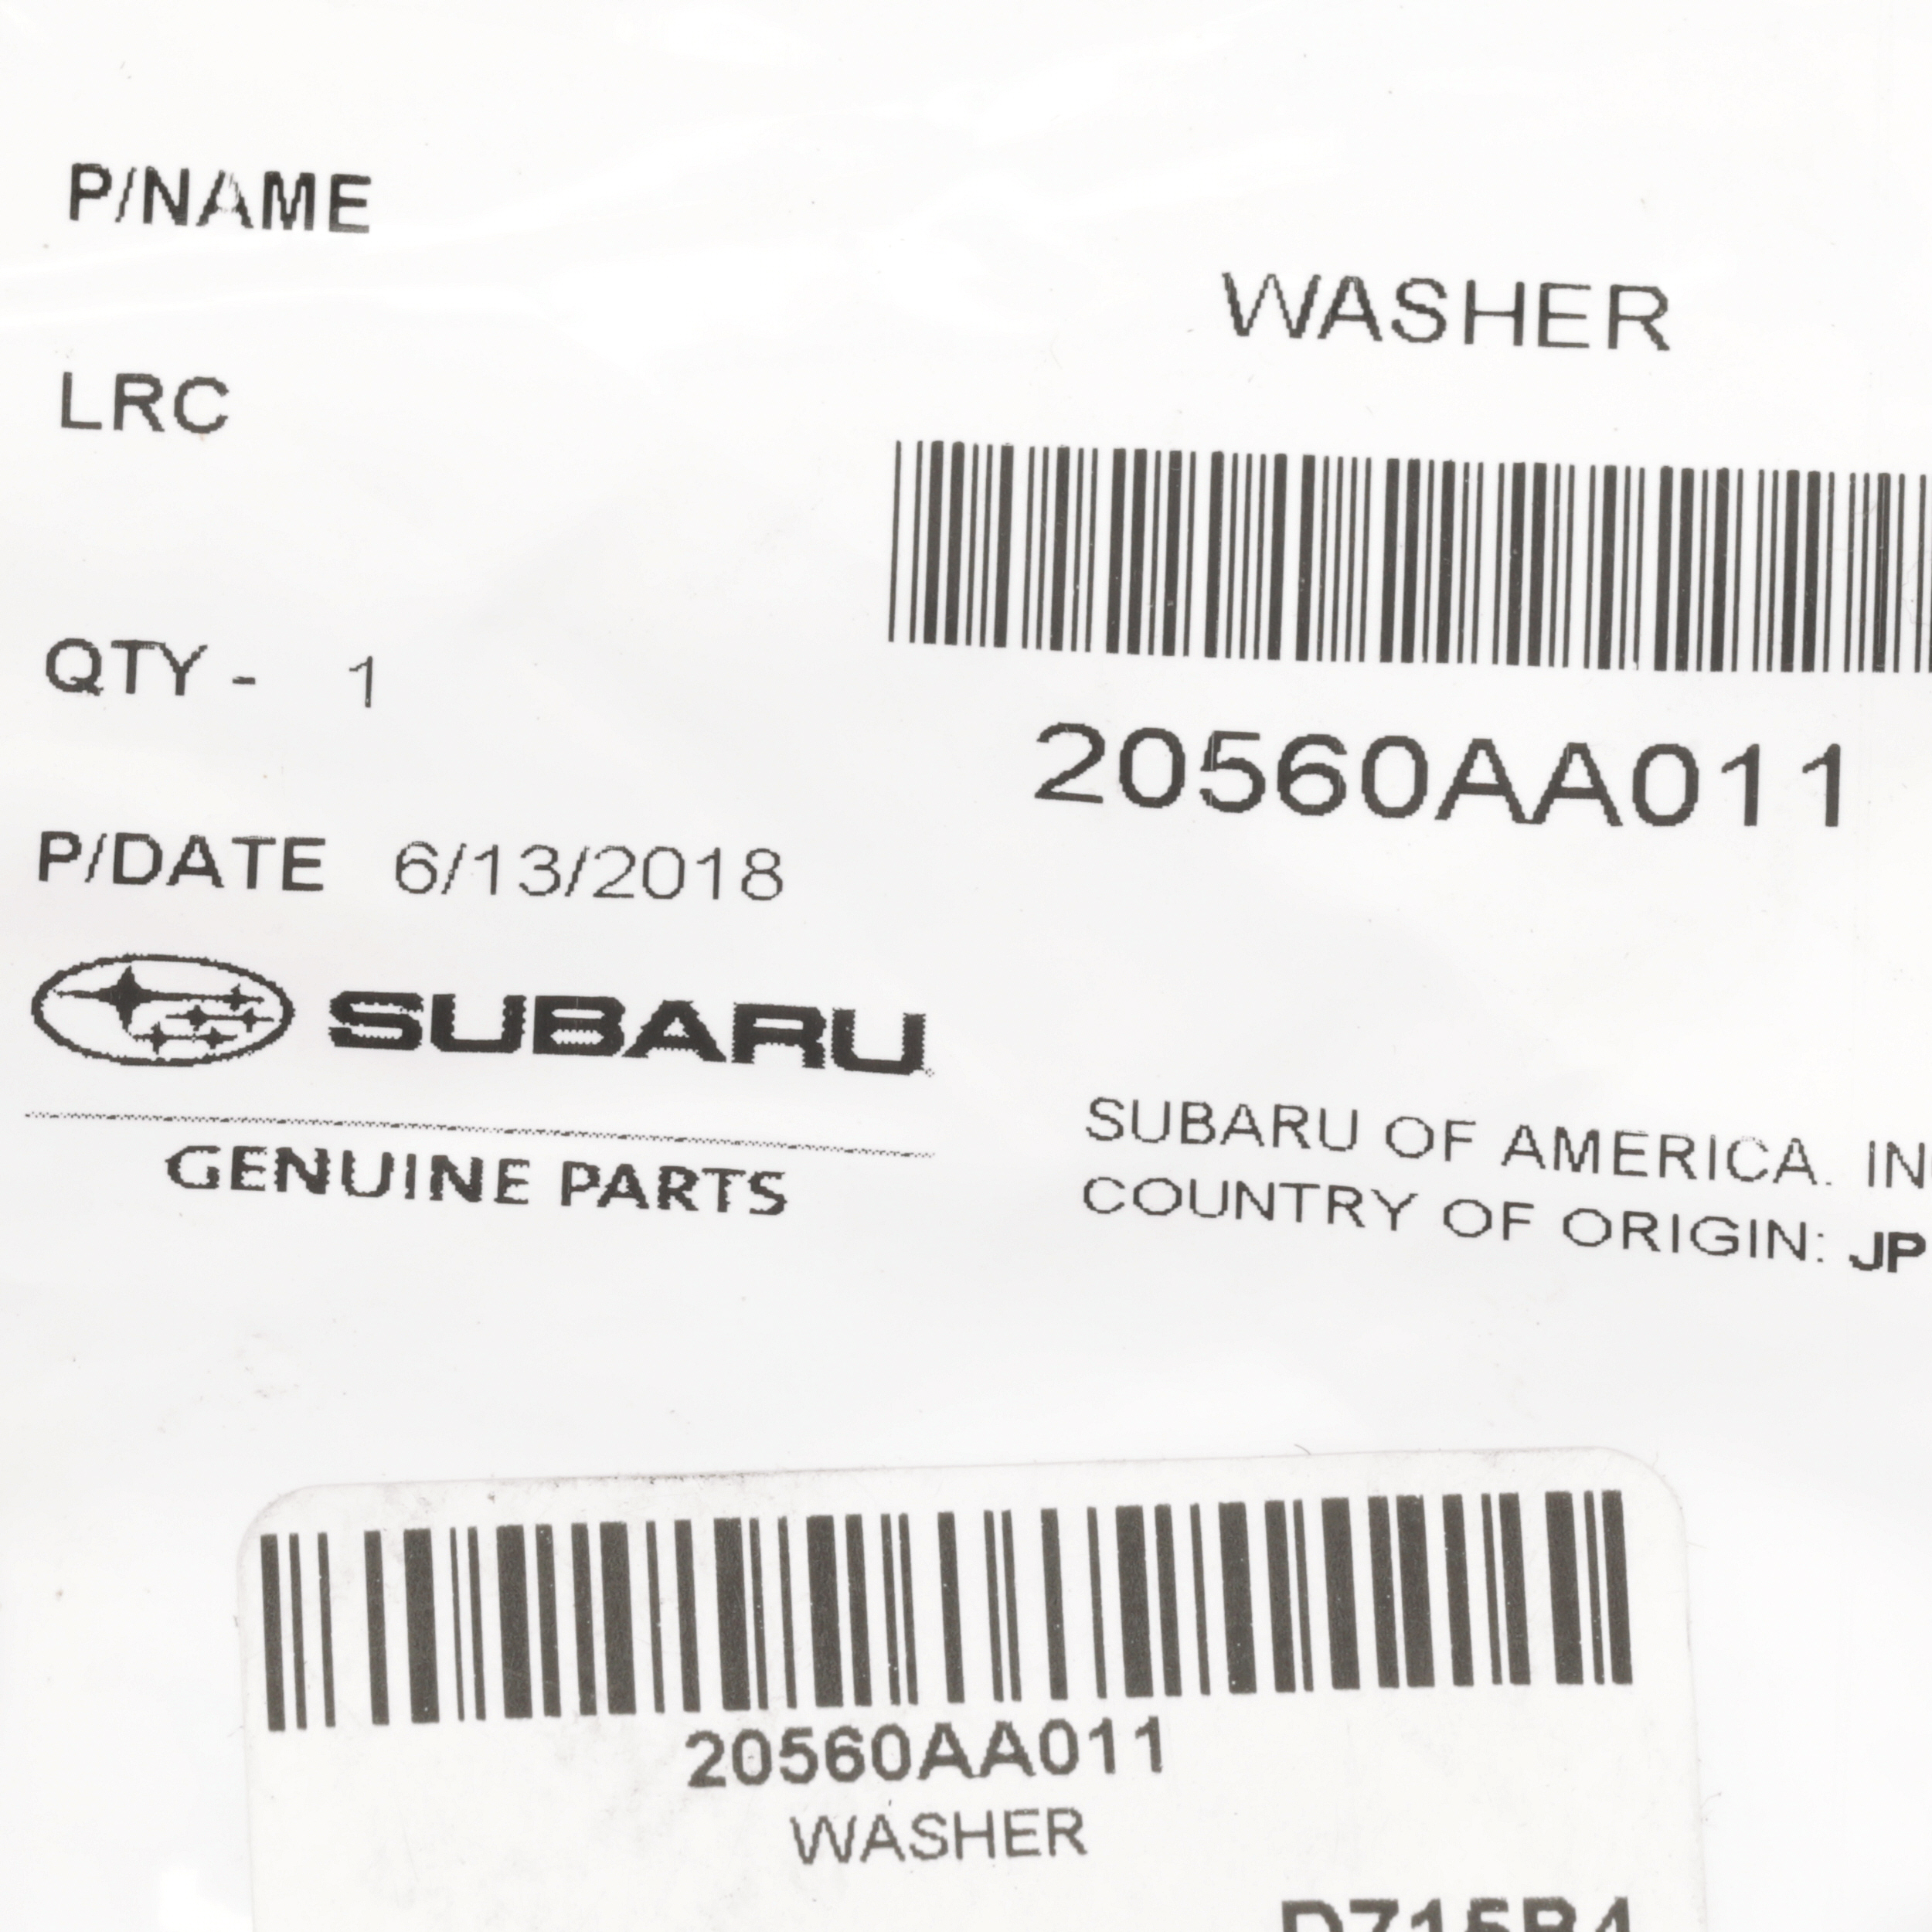 P/NAME
WASHER
LRC
QTY - 1
20560AA011
P/DATE 6/13/2018
SUBARU
GENUINE PARTS
SUBARU OF AMERICA. IN
COUNTRY OF ORIGIN: JP
20560AA011
WASHER